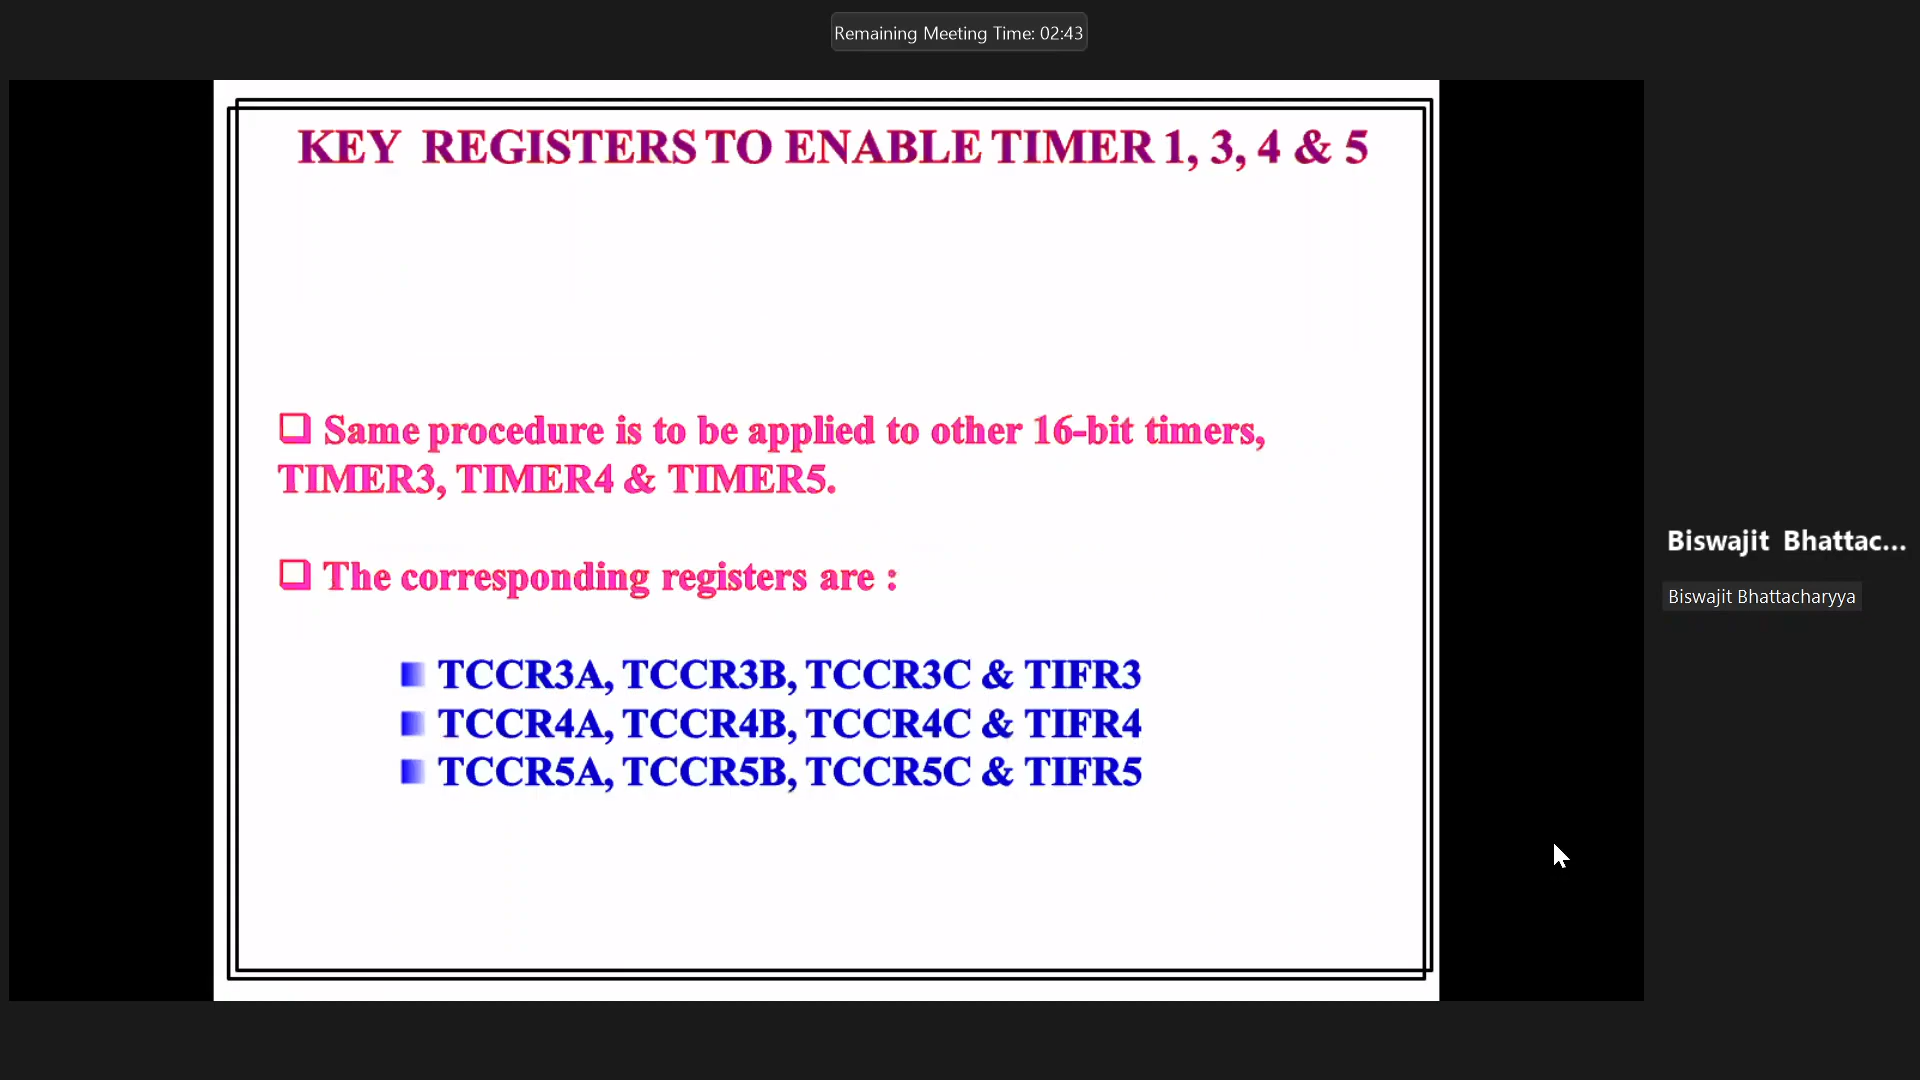 Remaining Meeting Time: 02:43
KEY REGISTERS TO ENABLE TIMER 1, 3, 4 & 5
Same procedure is to be applied to other 16-bit timers,
TIMER3, TIMER4 & TIMER5.
The corresponding registers are :
TCCR3A, TCCR3B, TCCR3C & TIFR3
TCCR4A, TCCR4B, TCCR4C & TIFR4
TCCR5A, TCCR5B, TCCR5C & TIFR5
Biswajit Bhattac...
Biswajit Bhattacharyya